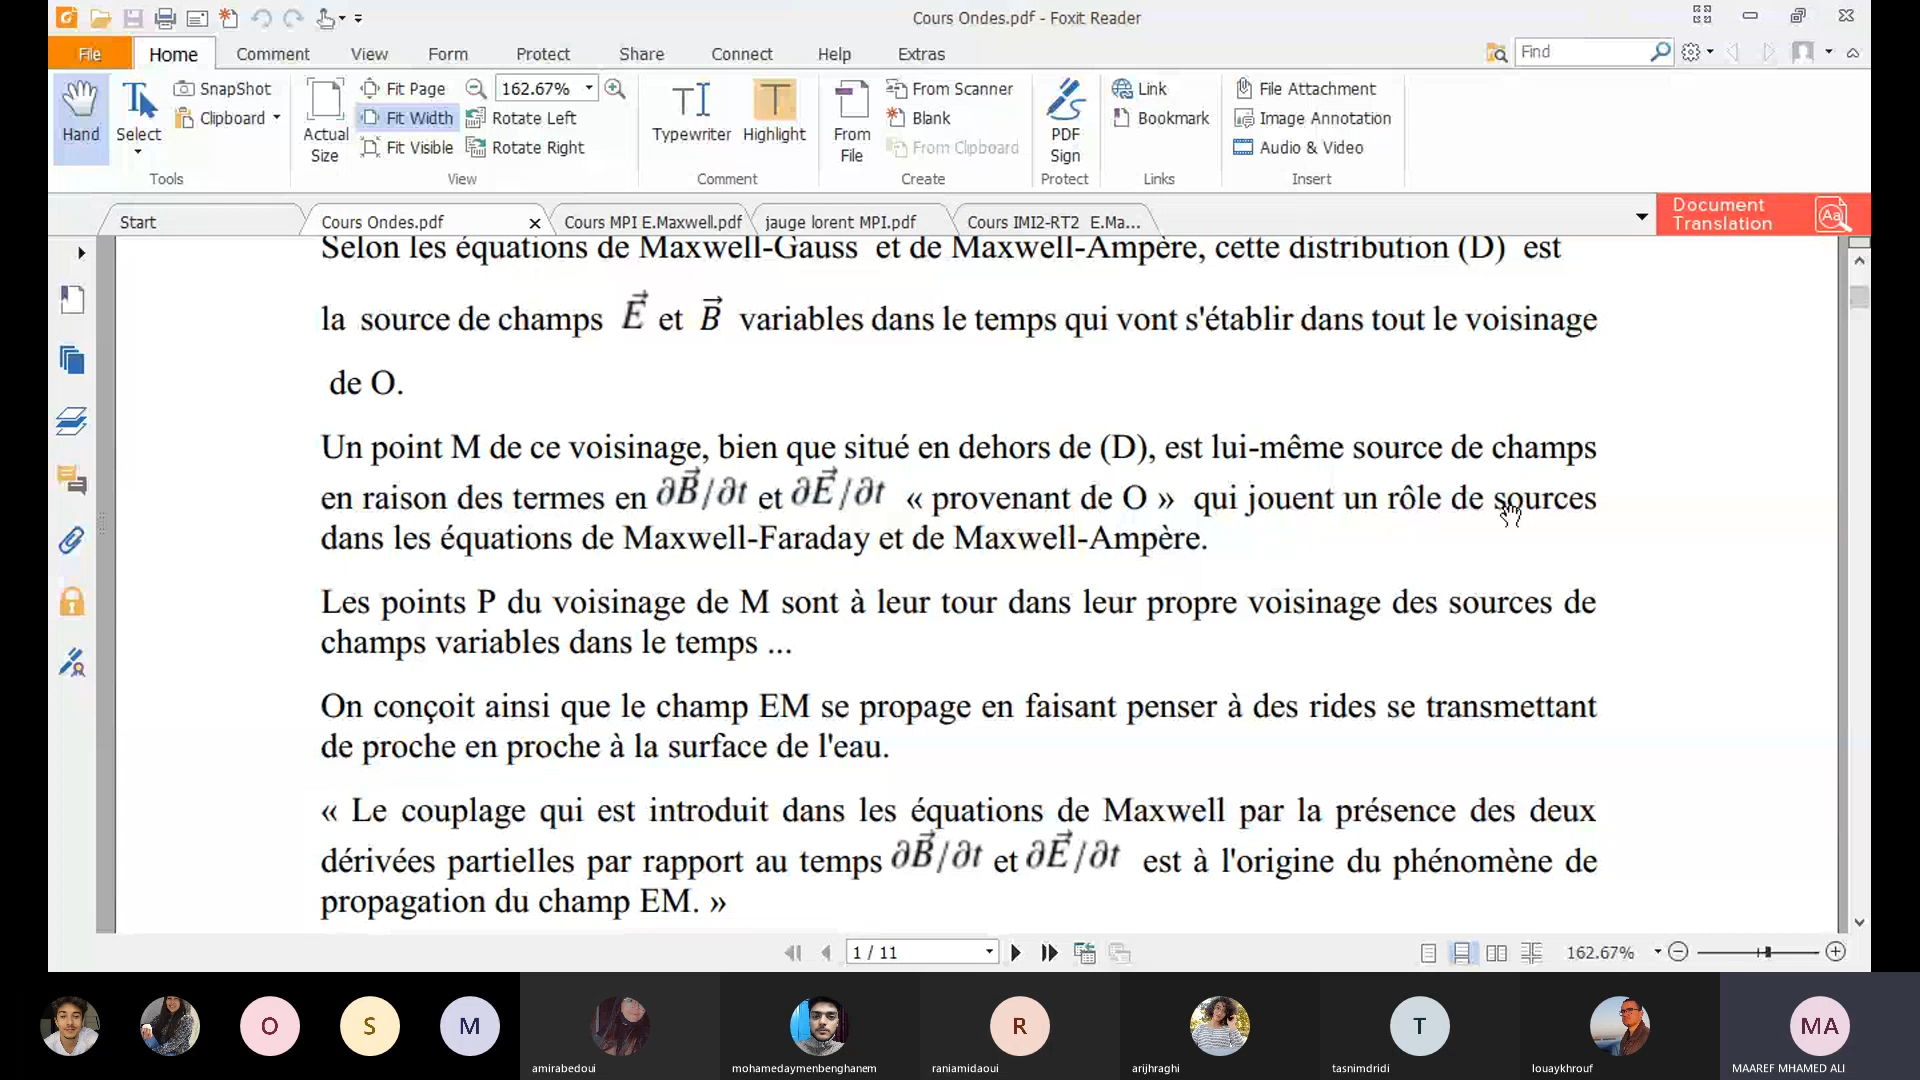 Cours Ondes.pdf - Foxit Reader
File Home Comment View Form Protect Share Connect Help Extras Find
Hand
Select
SnapShot
Clipboard
Tools
Actual Size
Fit Page
Fit Width
Fit Visible
162.67%
Rotate Left
Rotate Right
View
Typewriter
Highlight
Comment
From File
From Scanner
Blank
From Clipboard
Create
PDF Sign
Protect
Link
Bookmark
Links
File Attachment
Image Annotation
Audio & Video
Insert
Start
Cours Ondes.pdf
Cours MPI E.Maxwell.pdf
jauge lorent MPI.pdf
Cours IMI2-RT2 E.Ma...
Document Translation
Selon les équations de Maxwell-Gauss et de Maxwell-Ampère, cette distribution (D) est
la source de champs E⃗ et B⃗ variables dans le temps qui vont s'établir dans tout le voisinage
de O.
Un point M de ce voisinage, bien que situé en dehors de (D), est lui-même source de champs
en raison des termes en ∂B⃗/∂t et ∂E⃗/∂t « provenant de O » qui jouent un rôle de sources
dans les équations de Maxwell-Faraday et de Maxwell-Ampère.
Les points P du voisinage de M sont à leur tour dans leur propre voisinage des sources de
champs variables dans le temps ...
On conçoit ainsi que le champ EM se propage en faisant penser à des rides se transmettant
de proche en proche à la surface de l'eau.
« Le couplage qui est introduit dans les équations de Maxwell par la présence des deux
dérivées partielles par rapport au temps ∂B⃗/∂t et ∂E⃗/∂t est à l'origine du phénomène de
propagation du champ EM. »
1 / 11
162.67%
O
S
M
amirabedoui
mohamedaymenbenghanem
R
raniamidaoui
arijhraghi
T
tasnimdridi
louaykhrouf
MA
MAAREF MHAMED ALI